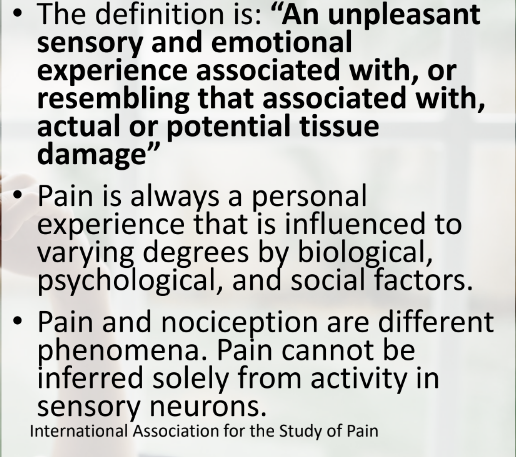 • The definition is: “An unpleasant
sensory and emotional
experience associated with, or
resembling that associated with,
actual or potential tissue
damage”
• Pain is always a personal
experience that is influenced to
varying degrees by biological,
psychological, and social factors.
• Pain and nociception are different
phenomena. Pain cannot be
inferred solely from activity in
sensory neurons.
International Association for the Study of Pain